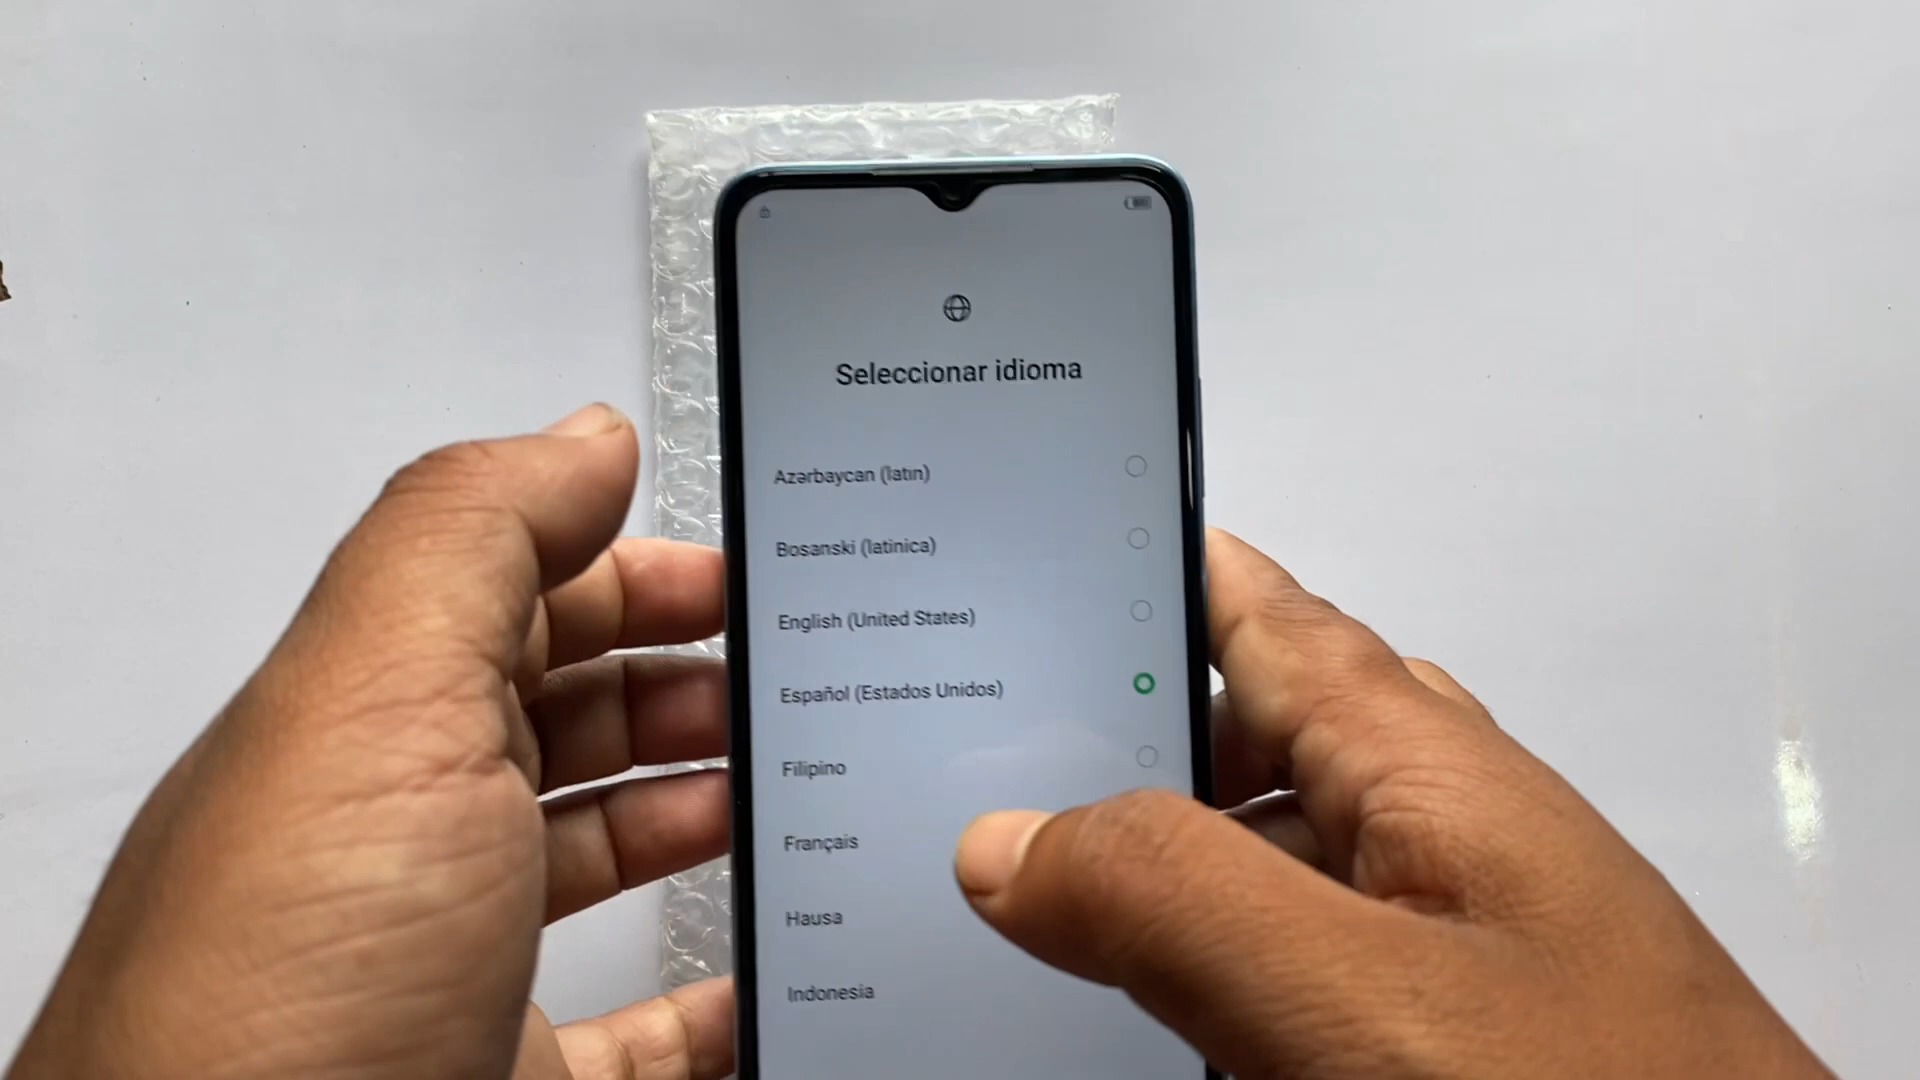 Seleccionar idioma
Azərbaycan (latın)
Bosanski (latinica)
English (United States)
Español (Estados Unidos)
Filipino
Français
Hausa
Indonesia